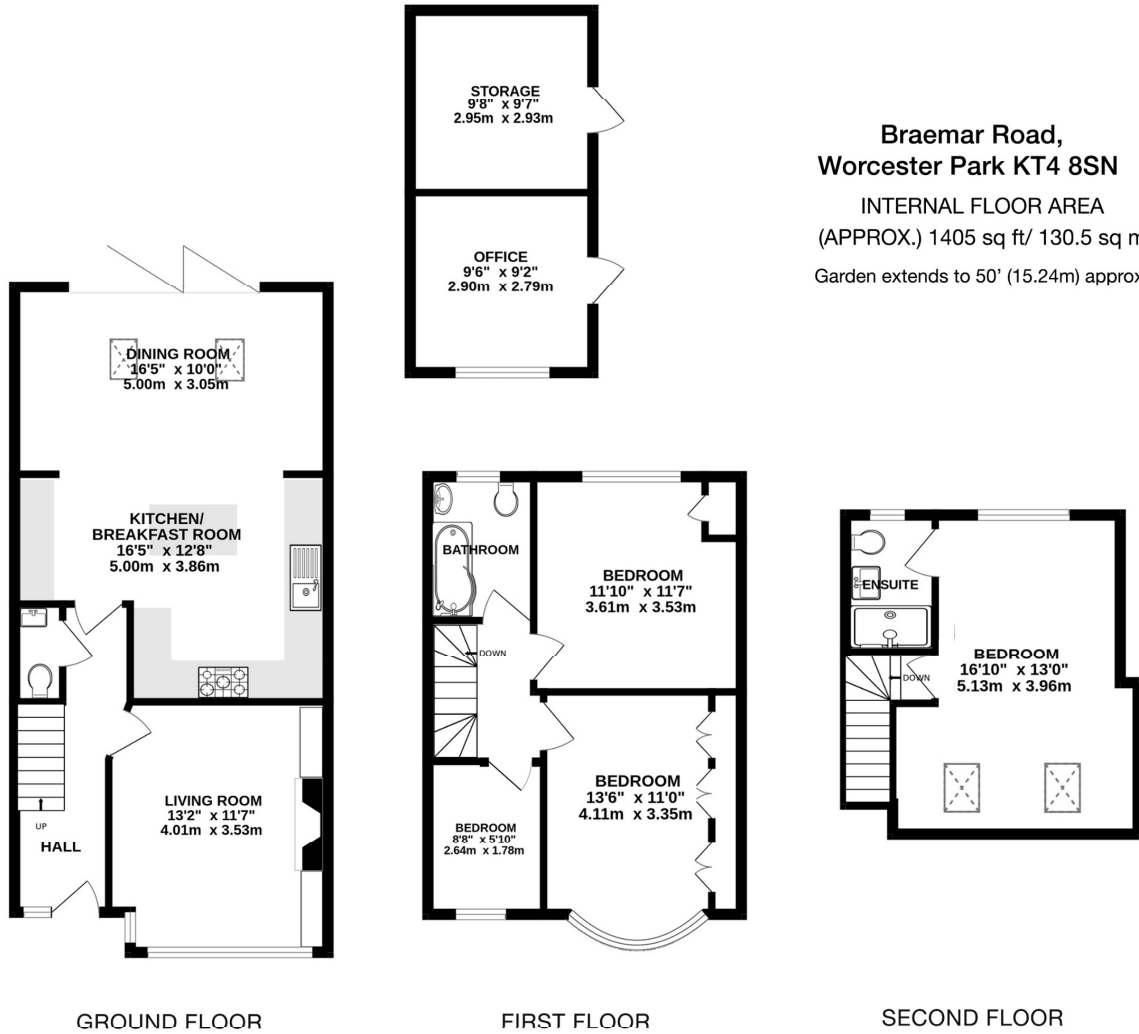 STORAGE
9'8" x 9'7"
2.95m x 2.93m
OFFICE
9'6" x 9'2"
2.90m x 2.79m
Braemar Road,
Worcester Park KT4 8SN
INTERNAL FLOOR AREA
(APPROX.) 1405 sq ft/ 130.5 sq m
Garden extends to 50' (15.24m) approx
DINING ROOM
16'5" x 10'0"
5.00m x 3.05m
KITCHEN/
BREAKFAST ROOM
16'5" x 12'8"
5.00m x 3.86m
LIVING ROOM
13'2" x 11'7"
4.01m x 3.53m
UP
HALL
GROUND FLOOR
BATHROOM
BEDROOM
11'10" x 11'7"
3.61m x 3.53m
DOWN
BEDROOM
13'6" x 11'0"
4.11m x 3.35m
BEDROOM
8'8" x 5'10"
2.64m x 1.78m
FIRST FLOOR
ENSUITE
BEDROOM
16'10" x 13'0"
5.13m x 3.96m
DOWN
SECOND FLOOR